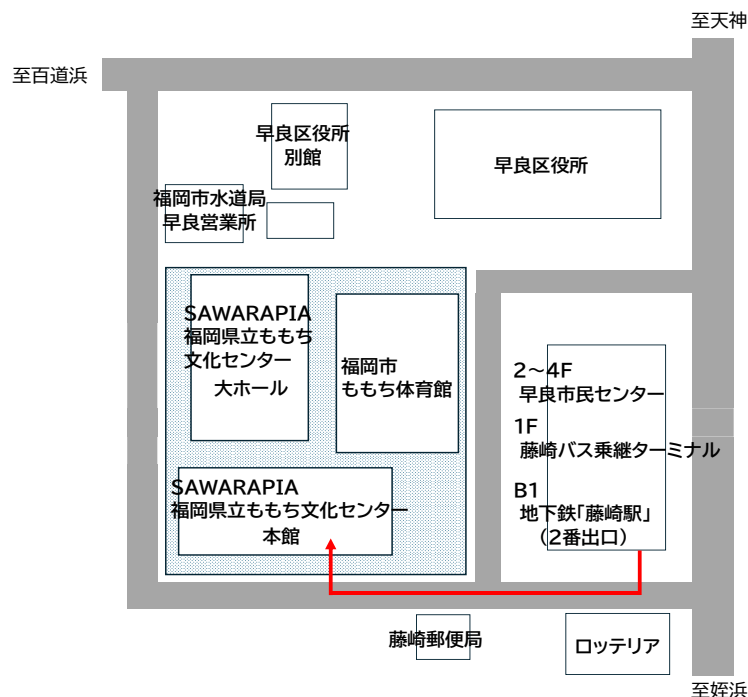 至天神
至百道浜
早良区役所
別館
早良区役所
福岡市水道局
早良営業所
SAWARAPIA
福岡県立ももち
文化センター
大ホール
福岡市
ももち体育館
2～4F
早良市民センター
1F
藤崎バス乗継ターミナル
B1
地下鉄「藤崎駅」
（2番出口）
SAWARAPIA
福岡県立ももち文化センター
本館
藤崎郵便局
ロッテリア
至姪浜